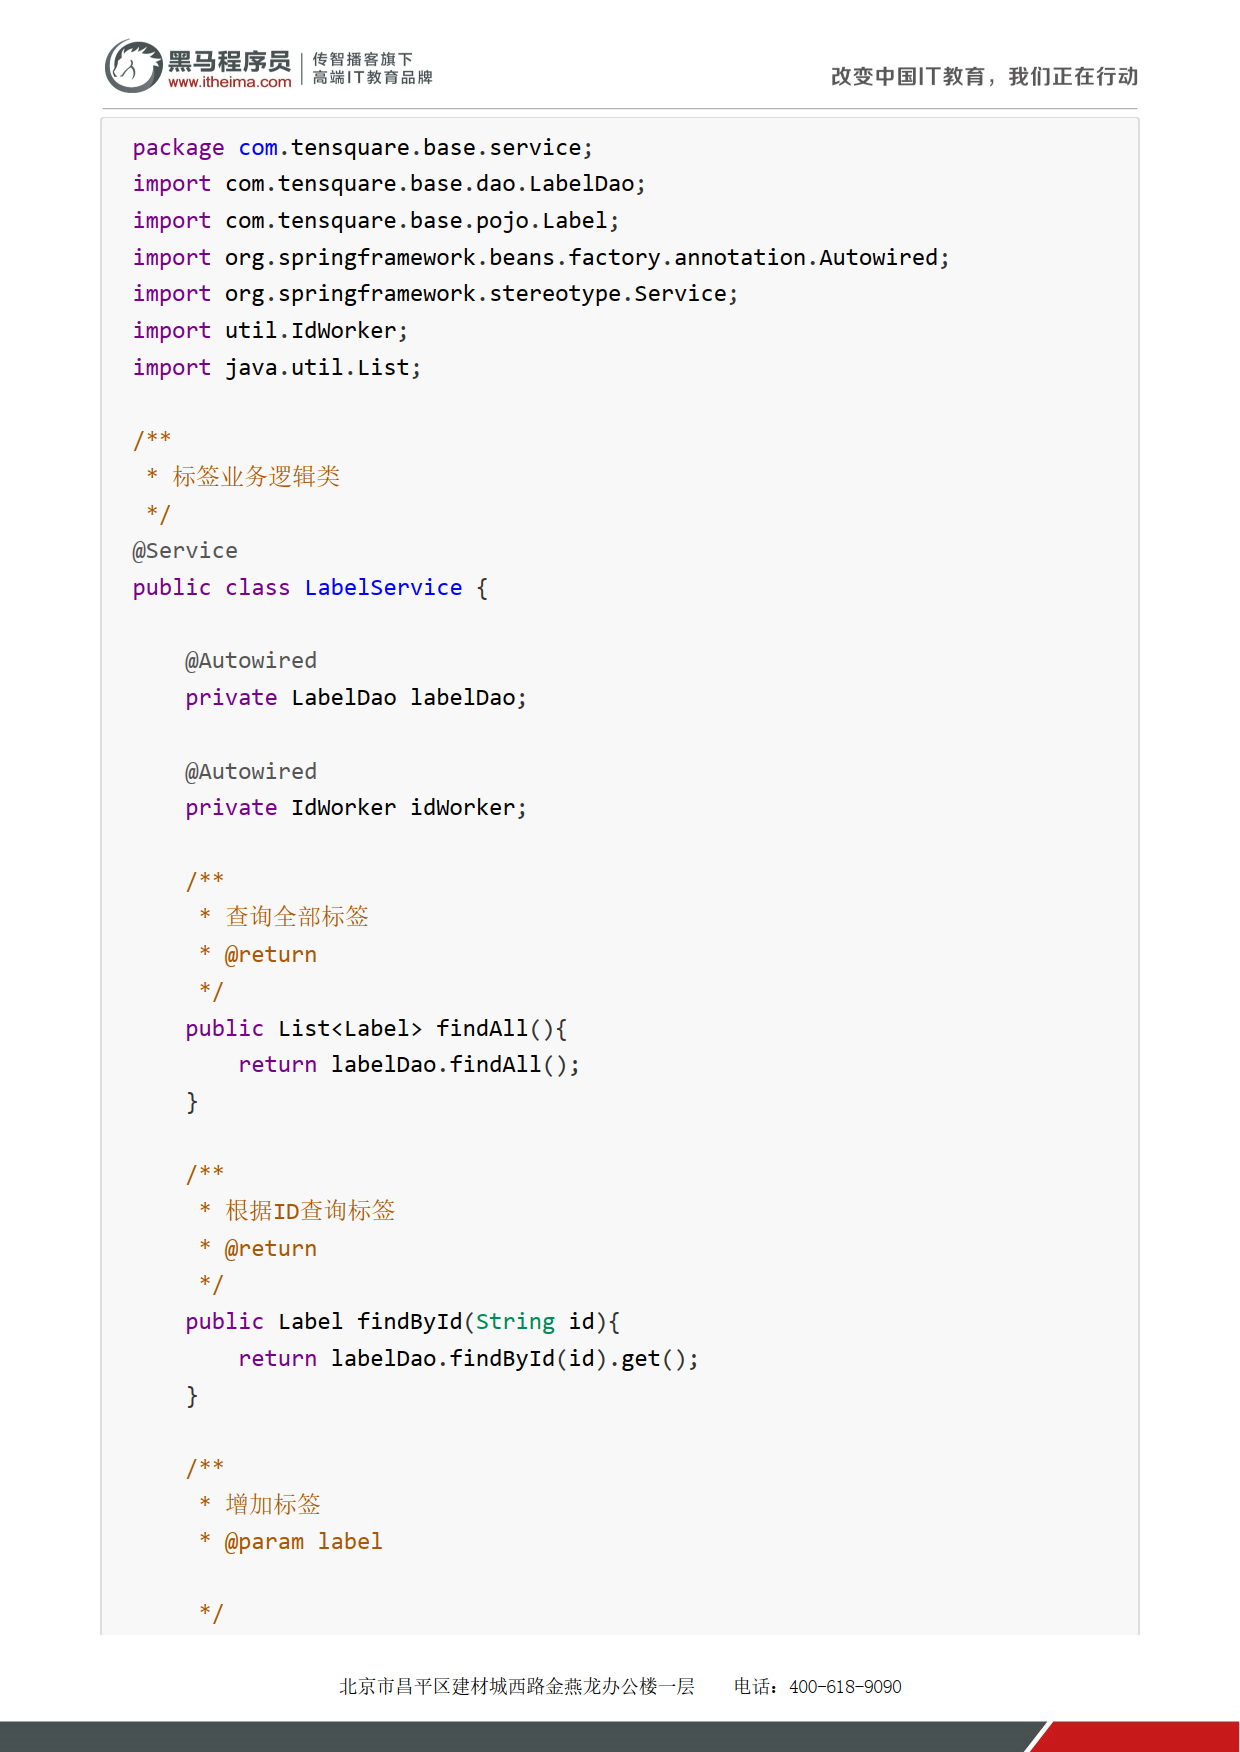 黑马程序员
www.itheima.com
传智播客旗下
高端IT教育品牌
改变中国IT教育，我们正在行动
package com.tensquare.base.service;
import com.tensquare.base.dao.LabelDao;
import com.tensquare.base.pojo.Label;
import org.springframework.beans.factory.annotation.Autowired;
import org.springframework.stereotype.Service;
import util.IdWorker;
import java.util.List;
/**
 * 标签业务逻辑类
 */
@Service
public class LabelService {
    @Autowired
    private LabelDao labelDao;
    @Autowired
    private IdWorker idWorker;
    /**
     * 查询全部标签
     * @return
     */
    public List<Label> findAll(){
        return labelDao.findAll();
    }
    /**
     * 根据ID查询标签
     * @return
     */
    public Label findById(String id){
        return labelDao.findById(id).get();
    }
    /**
     * 增加标签
     * @param label
     */
北京市昌平区建材城西路金燕龙办公楼一层 电话：400-618-9090